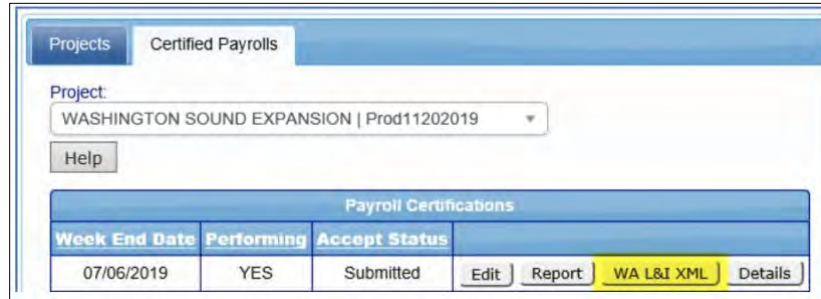 Projects Certified Payrolls
Project:
WASHINGTON SOUND EXPANSION | Prod11202019
Help
Payroll Certifications
Week End Date Performing Accept Status
07/06/2019 YES Submitted Edit Report WA L&I XML Details